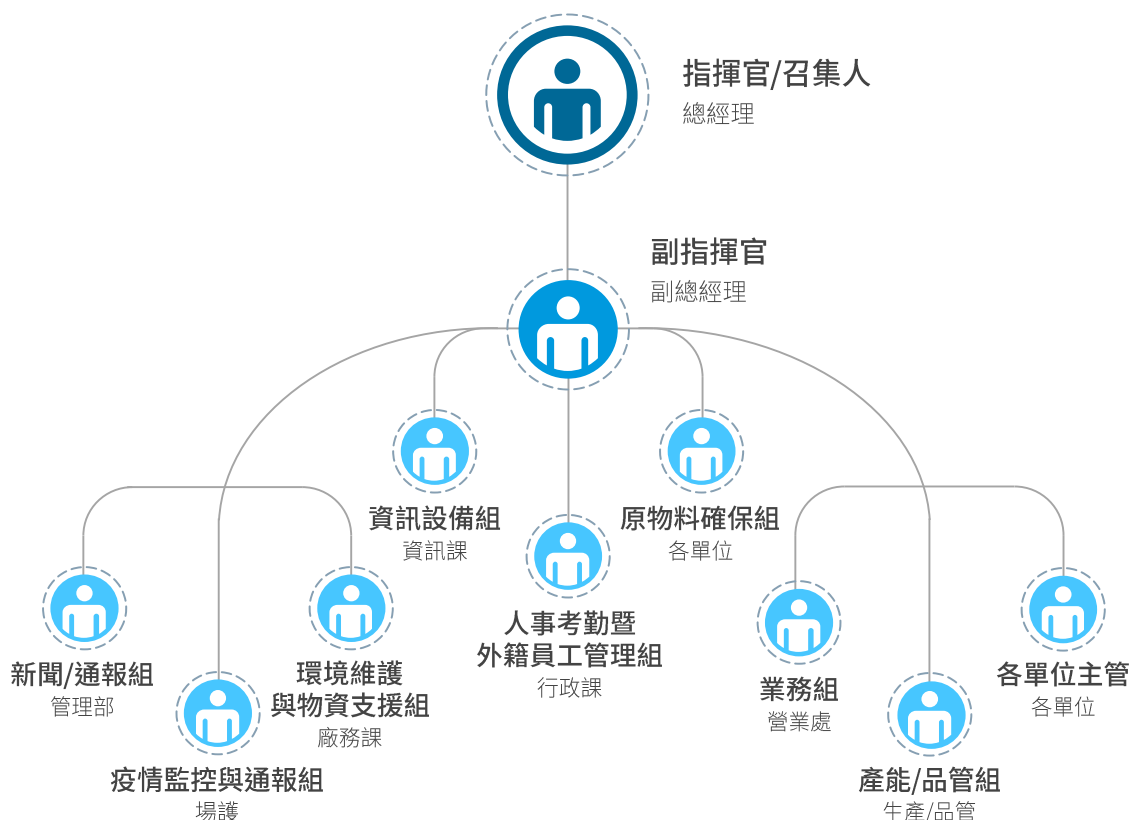 指揮官/召集人
總經理
副指揮官
副總經理
資訊設備組
資訊課
原物料確保組
各單位
人事考勤暨
外籍員工管理組
行政課
新聞/通報組
管理部
環境維護
與物資支援組
廠務課
業務組
營業處
各單位主管
各單位
疫情監控與通報組
場護
產能/品管組
生產/品管